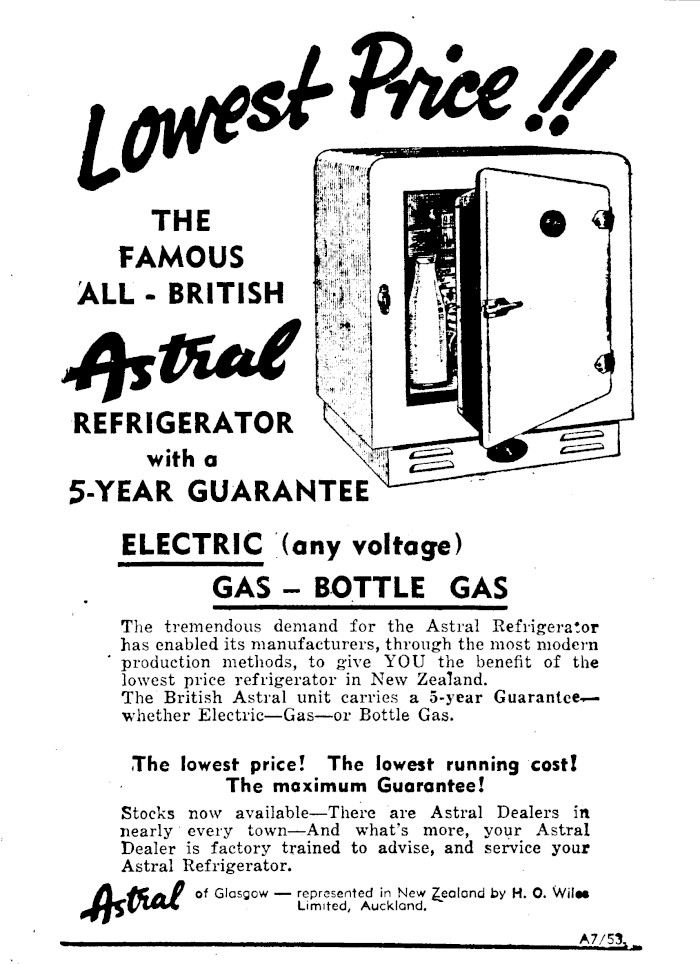 Lowest Price!!
THE
FAMOUS
ALL - BRITISH
Astral
REFRIGERATOR
with a
5-YEAR GUARANTEE
ELECTRIC (any voltage)
GAS – BOTTLE GAS
The tremendous demand for the Astral Refrigerator
has enabled its manufacturers, through the most modern
production methods, to give YOU the benefit of the
lowest price refrigerator in New Zealand.
The British Astral unit carries a 5-year Guarantee—
whether Electric—Gas—or Bottle Gas.
The lowest price! The lowest running cost!
The maximum Guarantee!
Stocks now available—There are Astral Dealers in
nearly every town—And what's more, your Astral
Dealer is factory trained to advise, and service your
Astral Refrigerator.
Astral of Glasgow — represented in New Zealand by H. O. Wiles
Limited, Auckland.
A7/53.